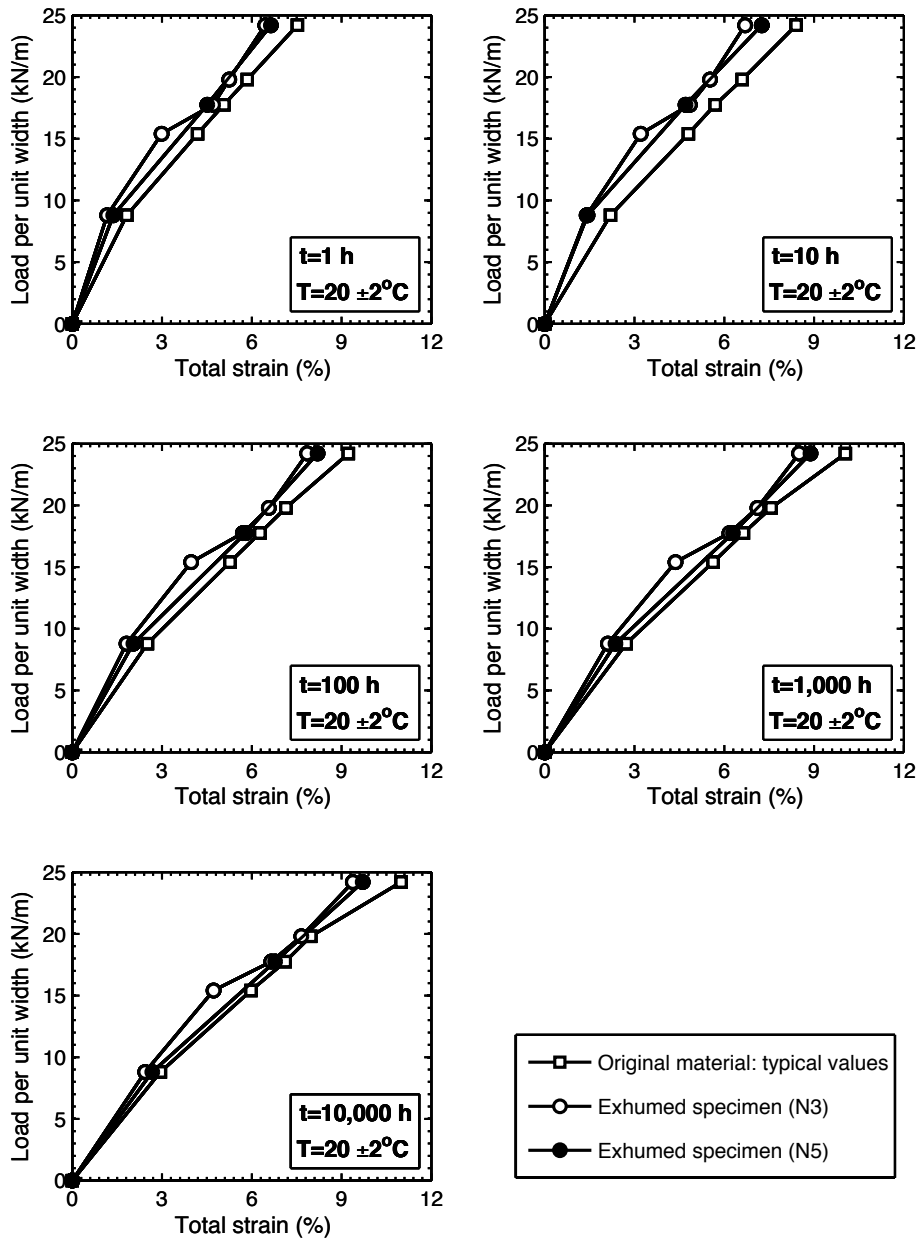 25
20
15
10
5
0
Load per unit width (kN/m)
t=1 h
T=20 ±2°C
0 3 6 9 12
Total strain (%)
25
20
15
10
5
0
Load per unit width (kN/m)
t=10 h
T=20 ±2°C
0 3 6 9 12
Total strain (%)
25
20
15
10
5
0
Load per unit width (kN/m)
t=100 h
T=20 ±2°C
0 3 6 9 12
Total strain (%)
25
20
15
10
5
0
Load per unit width (kN/m)
t=1,000 h
T=20 ±2°C
0 3 6 9 12
Total strain (%)
25
20
15
10
5
0
Load per unit width (kN/m)
t=10,000 h
T=20 ±2°C
0 3 6 9 12
Total strain (%)
Original material: typical values
Exhumed specimen (N3)
Exhumed specimen (N5)